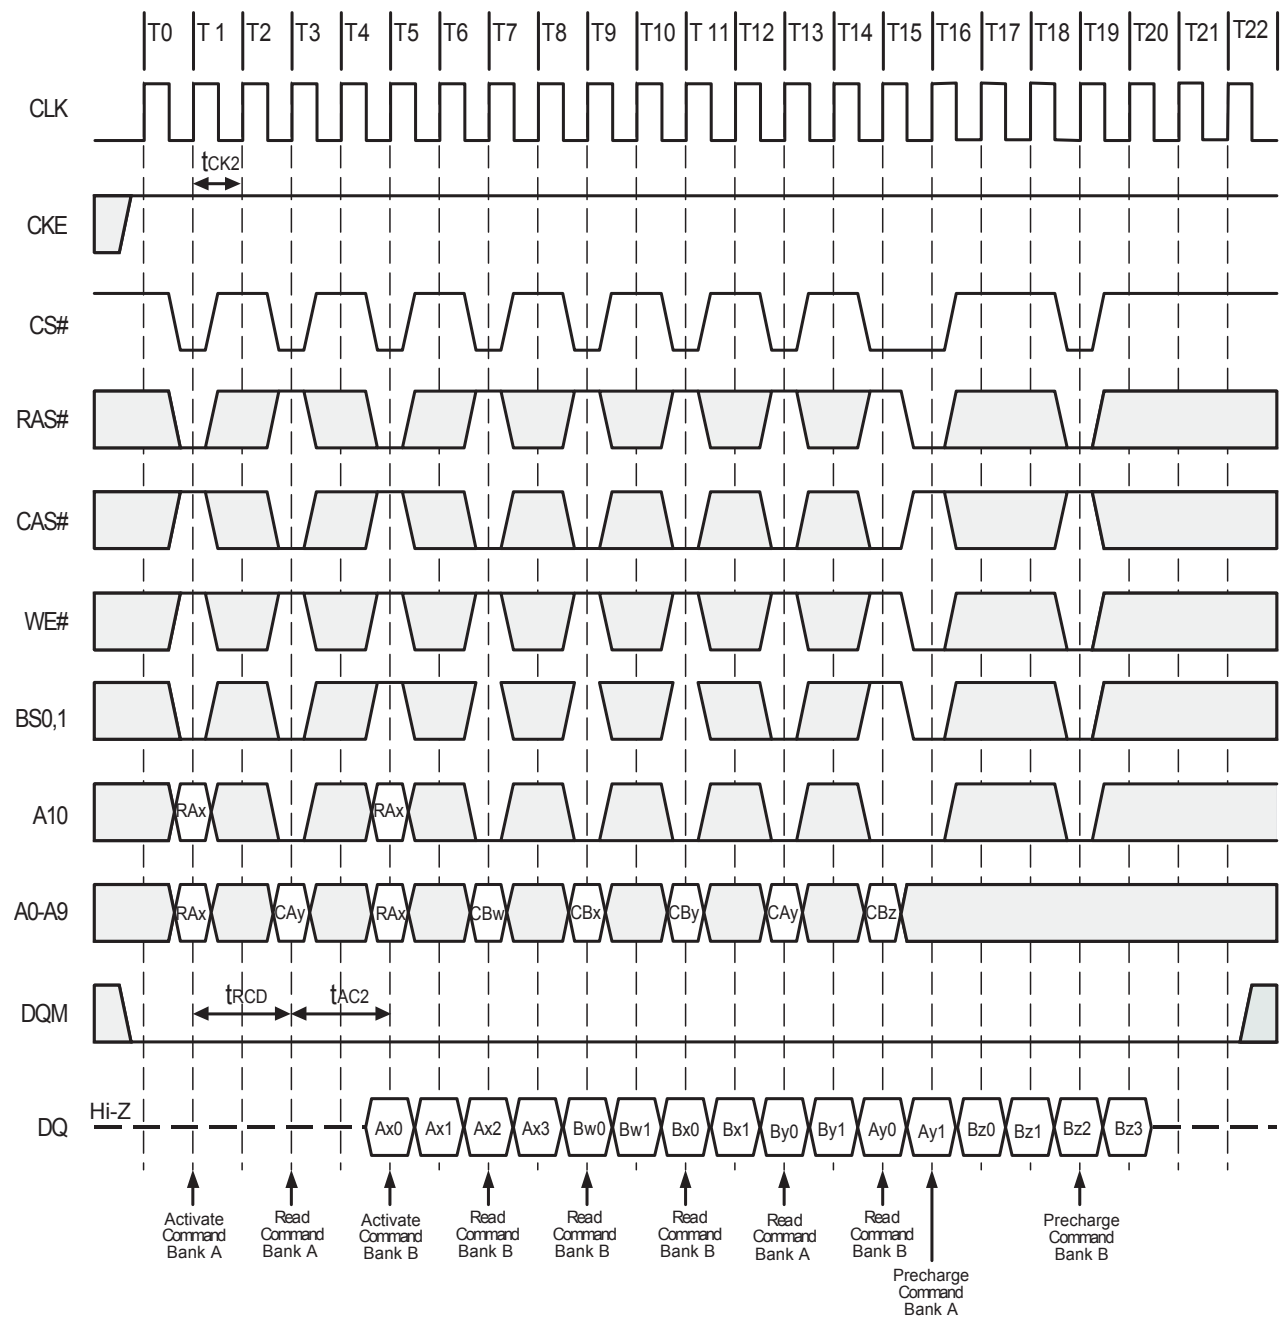 T0 T 1 T2 T3 T4 T5 T6 T7 T8 T9 T10 T 11 T12 T13 T14 T15 T16 T17 T18 T19 T20 T21 T22
CLK
tCK2
CKE
CS#
RAS#
CAS#
WE#
BS0,1
A10 RAx RAx
A0-A9 RAx CAy RAx CBw CBx CBy CAy CBz
DQM tRCD tAC2
Hi-Z
DQ Ax0 Ax1 Ax2 Ax3 Bw0 Bw1 Bx0 Bx1 By0 By1 Ay0 Ay1 Bz0 Bz1 Bz2 Bz3
Activate
Command
Bank A
Read
Command
Bank A
Activate
Command
Bank B
Read
Command
Bank B
Read
Command
Bank B
Read
Command
Bank B
Read
Command
Bank A
Read
Command
Bank B
Precharge
Command
Bank A
Precharge
Command
Bank B